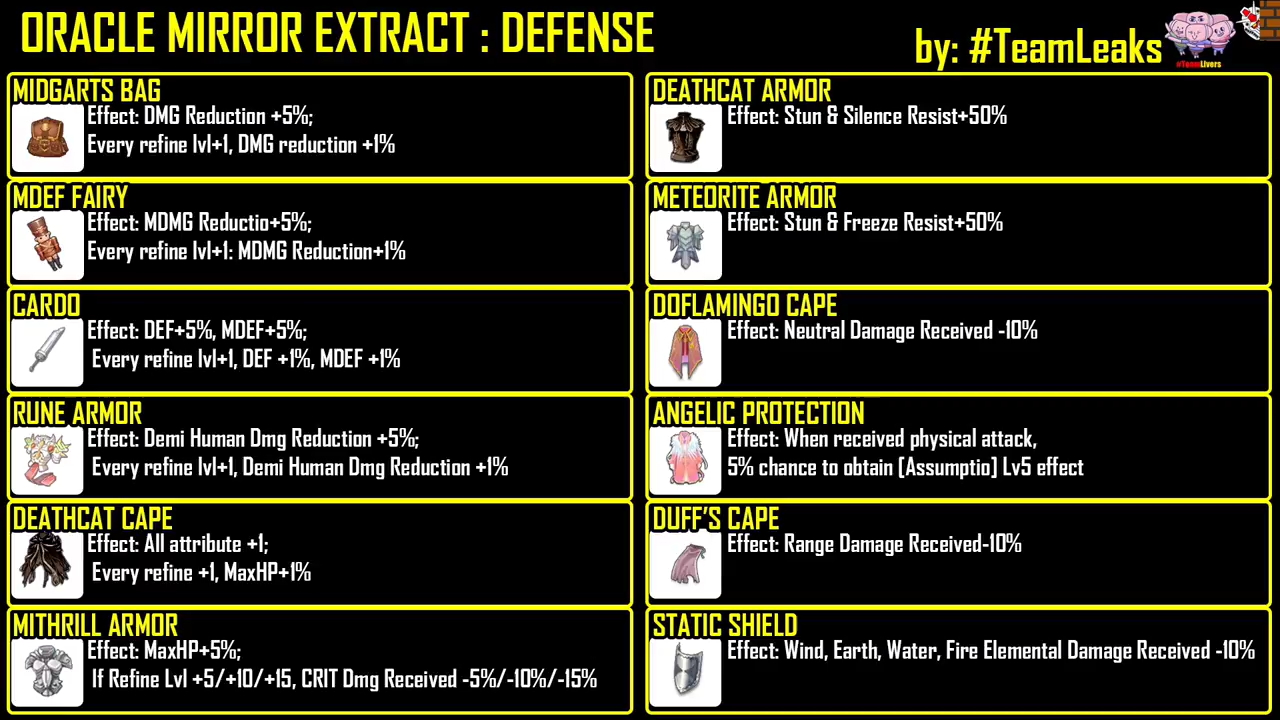 ORACLE MIRROR EXTRACT : DEFENSE
by: #TeamLeaks
#TeamLivers
MIDGARTS BAG
Effect: DMG Reduction +5%;
Every refine lvl+1, DMG reduction +1%
MDEF FAIRY
Effect: MDMG Reductio+5%;
Every refine lvl+1: MDMG Reduction+1%
CARDO
Effect: DEF+5%, MDEF+5%;
Every refine lvl+1, DEF +1%, MDEF +1%
RUNE ARMOR
Effect: Demi Human Dmg Reduction +5%;
Every refine lvl+1, Demi Human Dmg Reduction +1%
DEATHCAT CAPE
Effect: All attribute +1;
Every refine +1, MaxHP+1%
MITHRILL ARMOR
Effect: MaxHP+5%;
If Refine Lvl +5/+10/+15, CRIT Dmg Received -5%/-10%/-15%
DEATHCAT ARMOR
Effect: Stun & Silence Resist+50%
METEORITE ARMOR
Effect: Stun & Freeze Resist+50%
DOFLAMINGO CAPE
Effect: Neutral Damage Received -10%
ANGELIC PROTECTION
Effect: When received physical attack,
5% chance to obtain [Assumptio] Lv5 effect
DUFF'S CAPE
Effect: Range Damage Received-10%
STATIC SHIELD
Effect: Wind, Earth, Water, Fire Elemental Damage Received -10%